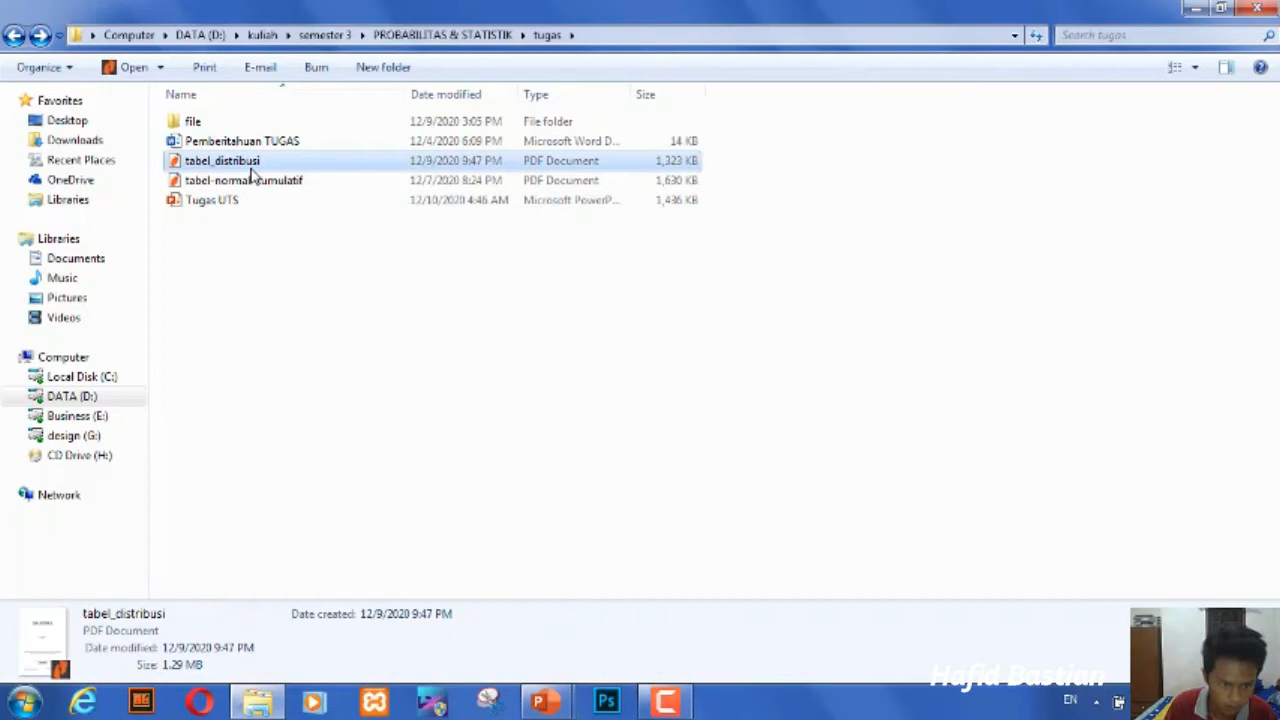 Computer DATA (D:) kuliah semester 3 PROBABILITAS & STATISTIK tugas
Search tugas
Organize Open Print E-mail Burn New folder
Name Date modified Type Size
file 12/9/2020 3:05 PM File folder
Pemberitahuan TUGAS 12/4/2020 6:09 PM Microsoft Word D... 14 KB
tabel_distribusi 12/9/2020 9:47 PM PDF Document 1,323 KB
tabel-normal-kumulatif 12/7/2020 8:24 PM PDF Document 1,630 KB
Tugas UTS 12/10/2020 4:46 AM Microsoft PowerP... 1,436 KB
Favorites
Desktop
Downloads
Recent Places
OneDrive
Libraries
Libraries
Documents
Music
Pictures
Videos
Computer
Local Disk (C:)
DATA (D:)
Business (E:)
design (G:)
CD Drive (H:)
Network
tabel_distribusi Date created: 12/9/2020 9:47 PM
PDF Document
Date modified: 12/9/2020 9:47 PM
Size: 1.29 MB
Hafid Bastian
EN
Ps